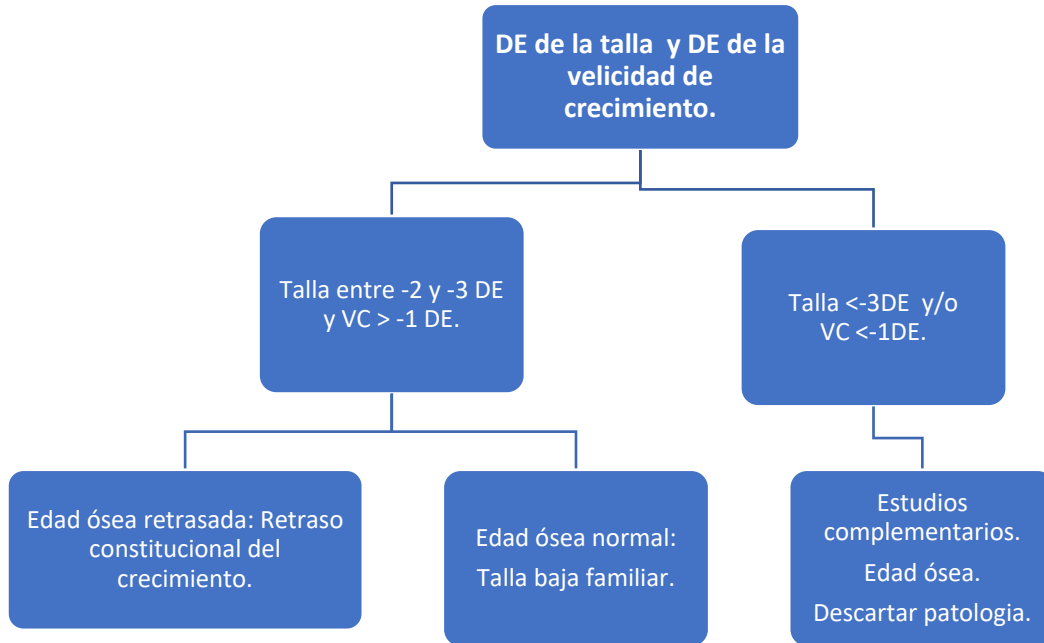 DE de la talla y DE de la
velicidad de
crecimiento.
Talla entre -2 y -3 DE
y VC > -1 DE.
Talla <-3DE y/o
VC <-1DE.
Edad ósea retrasada: Retraso
constitucional del
crecimiento.
Edad ósea normal:
Talla baja familiar.
Estudios
complementarios.
Edad ósea.
Descartar patologia.